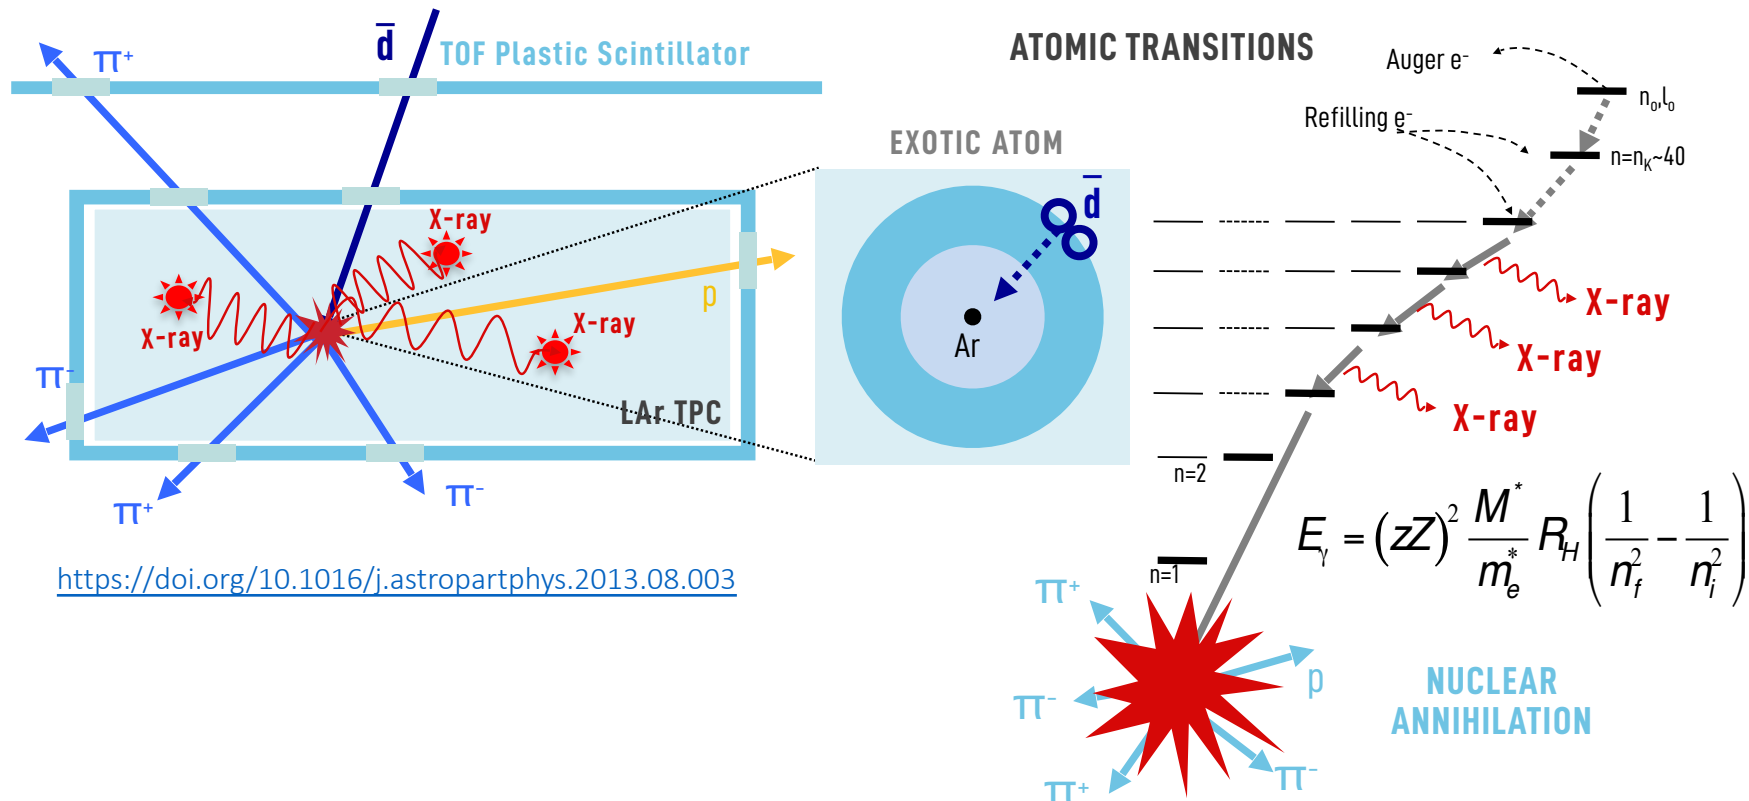 π⁺
d̅
TOF Plastic Scintillator
X-ray
X-ray
X-ray
p
π⁻
LAr TPC
π⁺
π⁻
https://doi.org/10.1016/j.astropartphys.2013.08.003
EXOTIC ATOM
d̅
Ar
ATOMIC TRANSITIONS
Auger e⁻
n₀,l₀
Refilling e⁻
n=n_K~40
X-ray
X-ray
X-ray
n=2
n=1
E_γ = (zZ)² M*/m*_e R_H (1/n_f² − 1/n_i²)
π⁺
p
π⁻
π⁻
π⁺
NUCLEAR
ANNIHILATION